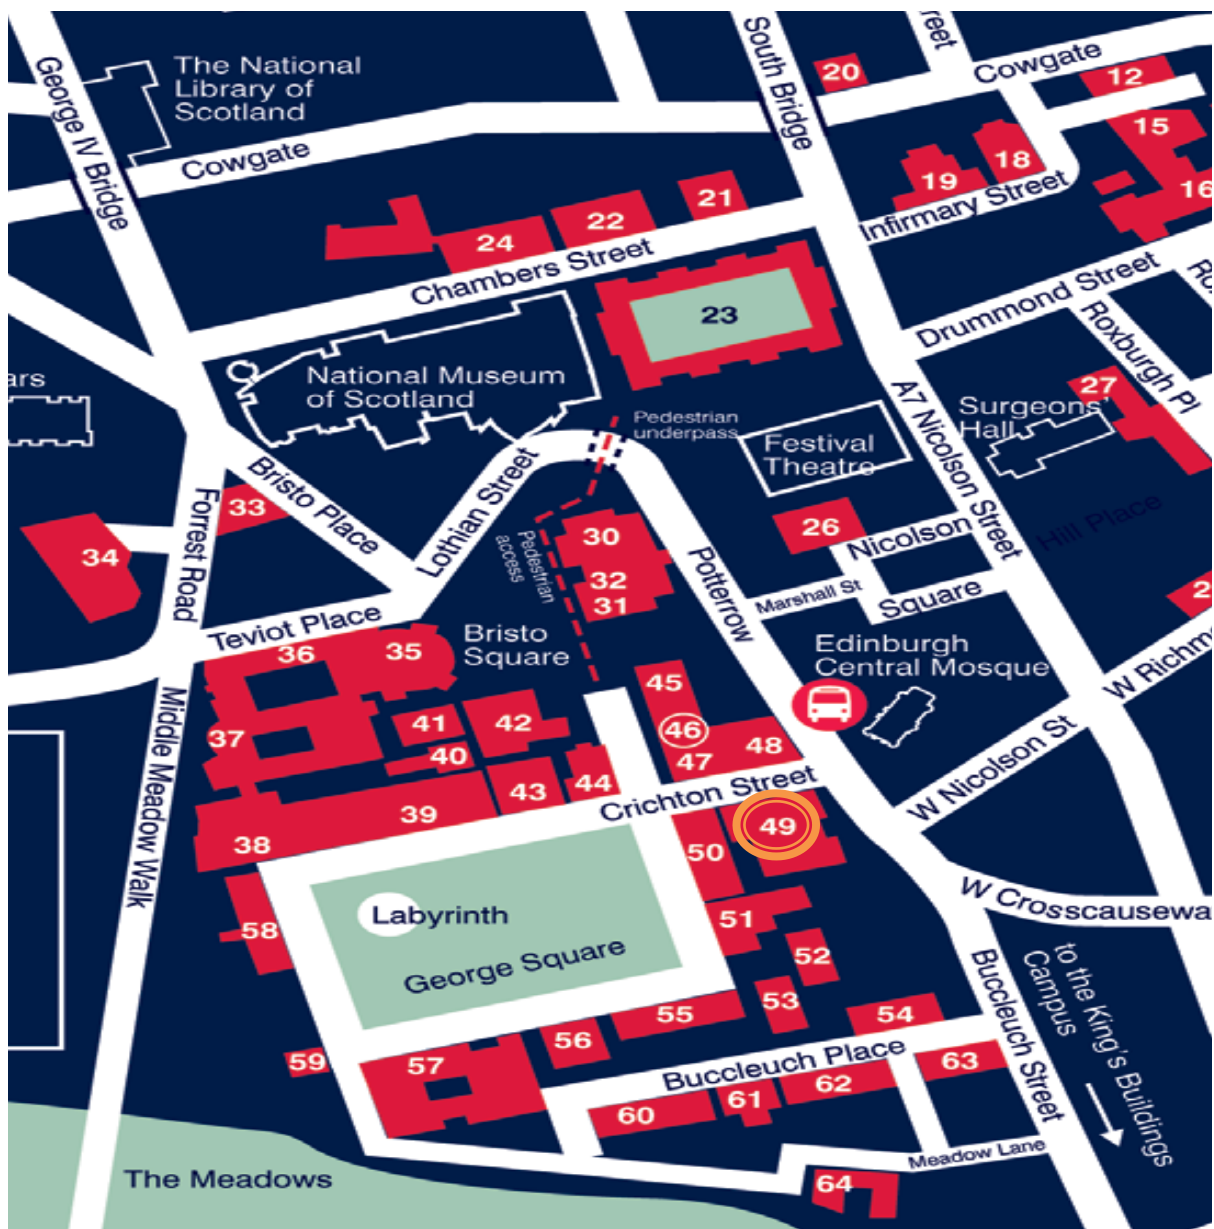 George IV Bridge
The National
Library of
Scotland
Cowgate
South Bridge
Street
20
Cowgate
12
15
16
18
19
Infirmary Street
21
22
24
Chambers Street
23
Drummond Street
Roxburgh Pl
27
National Museum
of Scotland
Pedestrian
underpass
Festival
Theatre
A7 Nicolson Street
Surgeons'
Hall
Hill Place
ars
Bristo Place
33
34
Forrest Road
Lothian Street
Pedestrian
access
30
32
31
26
Nicolson
Square
Marshall St
Potterrow
Teviot Place
Bristo
Square
Edinburgh
Central Mosque
W Richm
36
35
37
41
42
40
45
46
47
48
43
44
39
38
Crichton Street
49
50
W Nicolson St
W Crosscauseway
Middle Meadow Walk
58
Labyrinth
George Square
51
52
53
54
55
56
57
59
Buccleuch Place
Buccleuch Street
to the King's Buildings
Campus
60
61
62
63
Meadow Lane
64
The Meadows